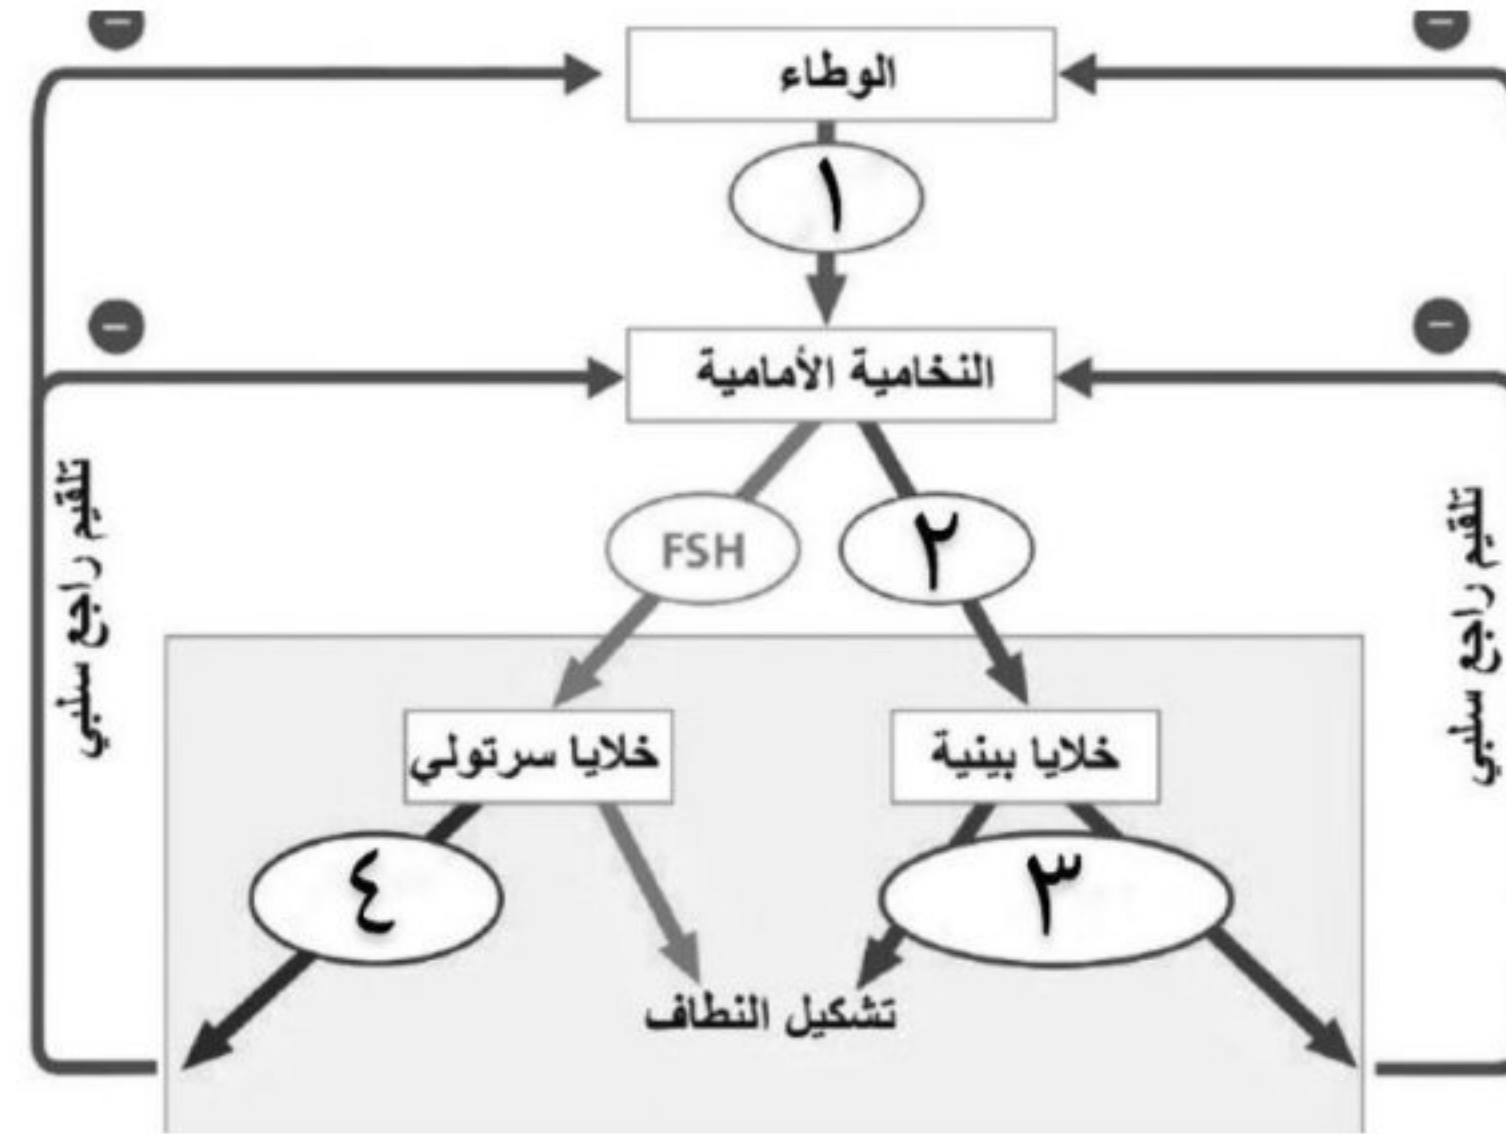 الوطاء
١
النخامية الأمامية
FSH
٢
تلقيم راجع سلبي
تلقيم راجع سلبي
خلايا سرتولي
خلايا بينية
٤
٣
تشكيل النطاف